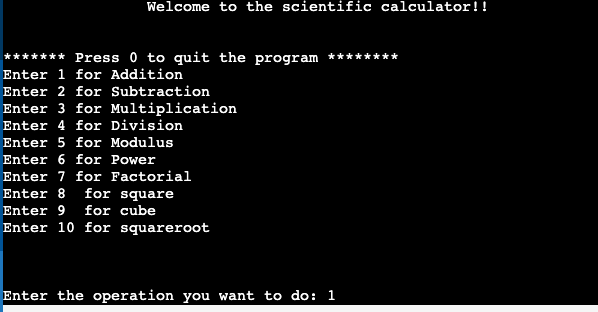 Welcome to the scientific calculator!!
******* Press 0 to quit the program ********
Enter 1 for Addition
Enter 2 for Subtraction
Enter 3 for Multiplication
Enter 4 for Division
Enter 5 for Modulus
Enter 6 for Power
Enter 7 for Factorial
Enter 8  for square
Enter 9  for cube
Enter 10 for squareroot
Enter the operation you want to do: 1